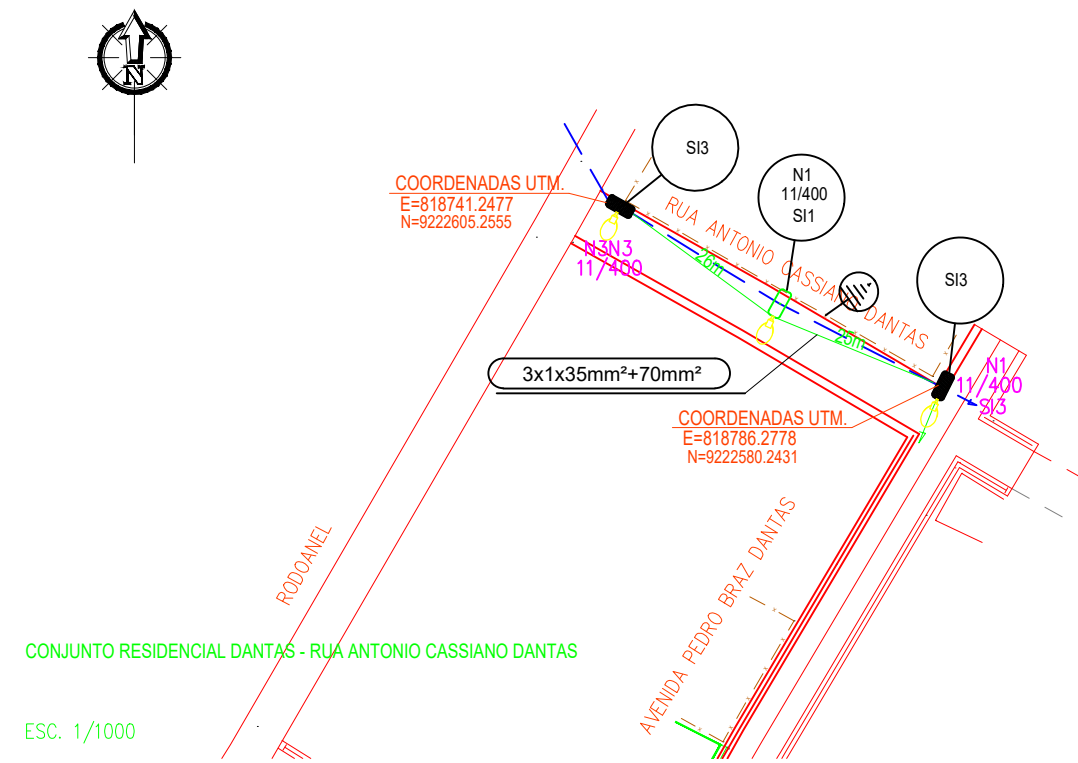 N
SI3
N1
11/400
SI1
COORDENADAS UTM.
E=818741.2477
N=9222605.2555
RUA ANTONIO CASSIANO DANTAS
N3N3
11/400
26m
SI3
25m
3x1x35mm²+70mm²
N1
11/400
SI3
COORDENADAS UTM.
E=818786.2778
N=9222580.2431
RODOANEL
AVENIDA PEDRO BRAZ DANTAS
CONJUNTO RESIDENCIAL DANTAS - RUA ANTONIO CASSIANO DANTAS
ESC. 1/1000